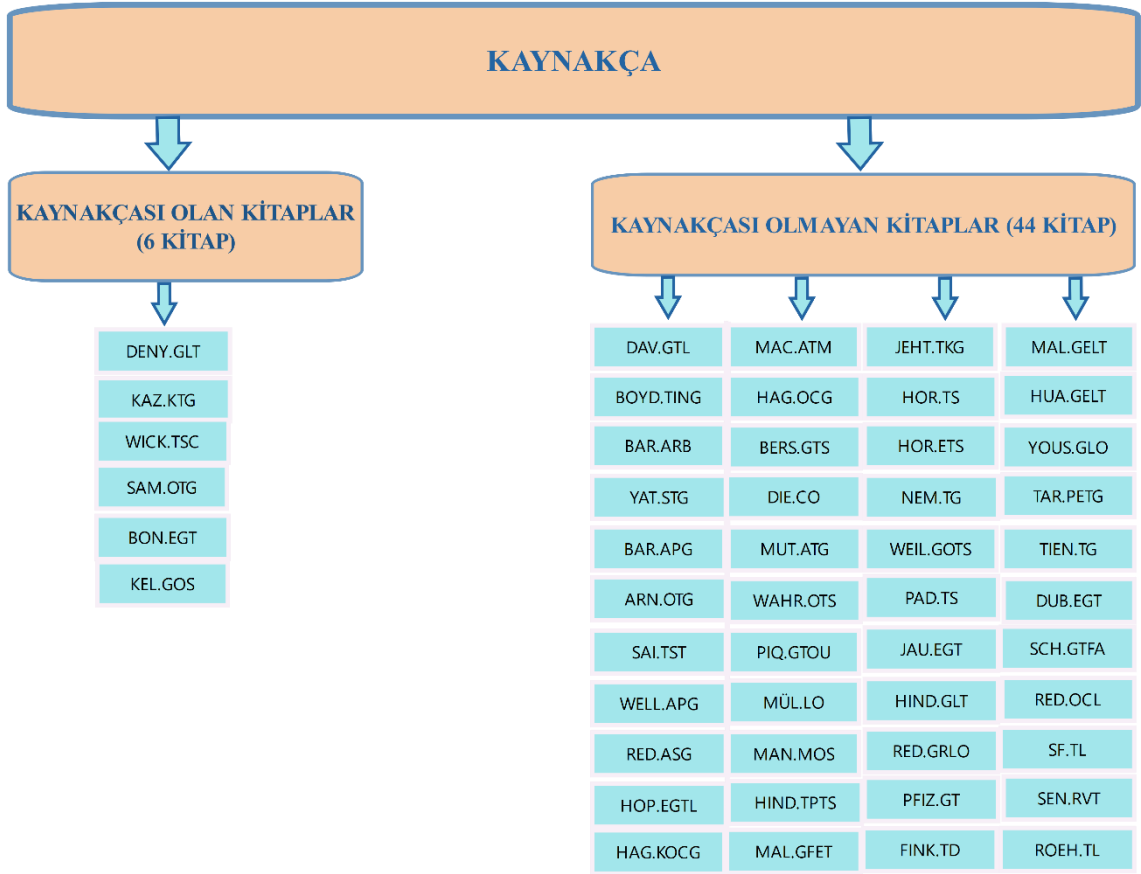 KAYNAKÇA
KAYNAKÇASI OLAN KİTAPLAR
(6 KİTAP)
DENY.GLT
KAZ.KTG
WICK.TSC
SAM.OTG
BON.EGT
KEL.GOS
KAYNAKÇASI OLMAYAN KİTAPLAR (44 KİTAP)
DAV.GTL
BOYD.TING
BAR.ARB
YAT.STG
BAR.APG
ARN.OTG
SAI.TST
WELL.APG
RED.ASG
HOP.EGTL
HAG.KOCG
MAC.ATM
HAG.OCG
BERS.GTS
DIE.CO
MUT.ATG
WAHR.OTS
PIQ.GTOU
MÜL.LO
MAN.MOS
HIND.TPTS
MAL.GFET
JEHT.TKG
HOR.TS
HOR.ETS
NEM.TG
WEIL.GOTS
PAD.TS
JAU.EGT
HIND.GLT
RED.GRLO
PFIZ.GT
FINK.TD
MAL.GELT
HUA.GELT
YOUS.GLO
TAR.PETG
TIEN.TG
DUB.EGT
SCH.GTFA
RED.OCL
SF.TL
SEN.RVT
ROEH.TL